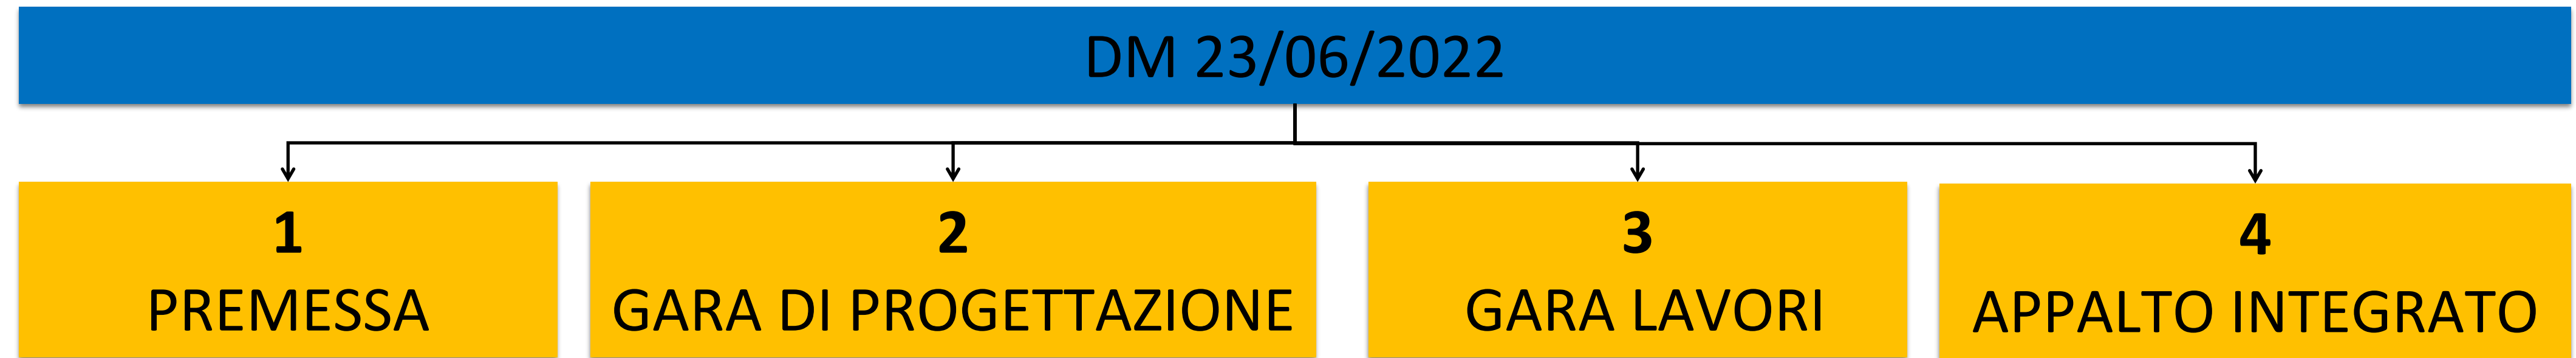 DM 23/06/2022
1
PREMESSA
2
GARA DI PROGETTAZIONE
3
GARA LAVORI
4
APPALTO INTEGRATO